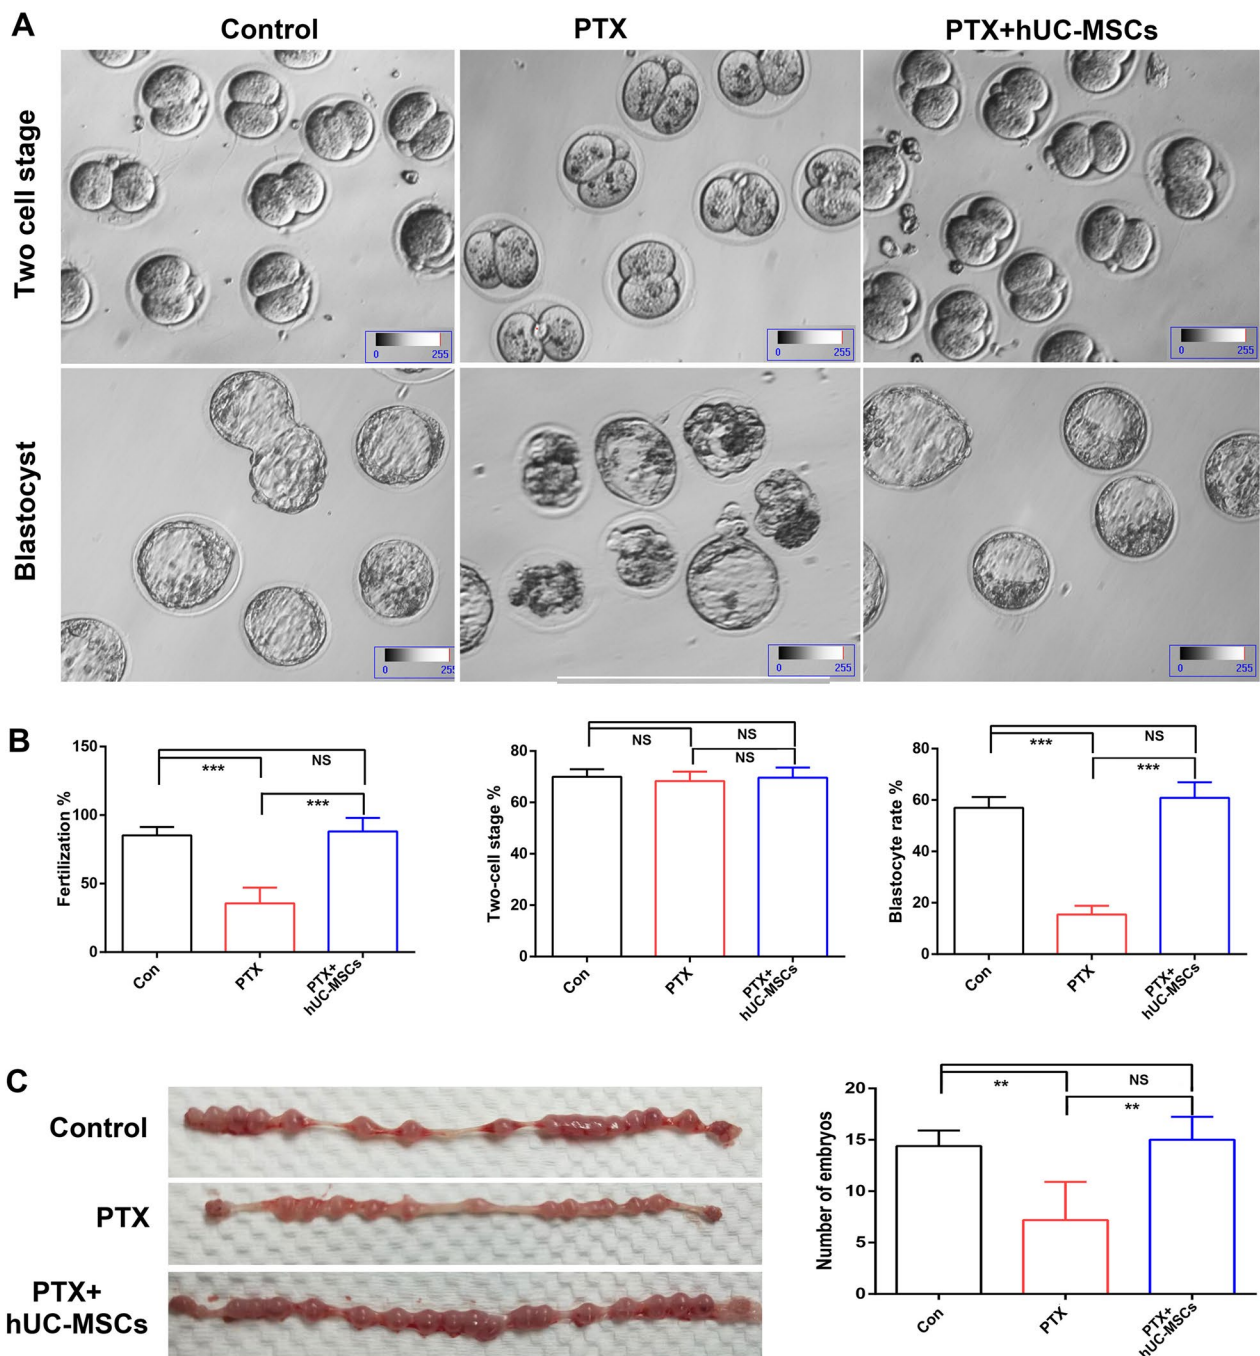 A
Control
PTX
PTX+hUC-MSCs
Two cell stage
0
255
0
255
0
255
Blastocyst
0
25
0
255
0
255
B
150
100
50
0
Fertilization %
***
NS
***
Con
PTX
PTX+
hUC-MSCs
80
60
40
20
0
Two-cell stage %
NS
NS
NS
Con
PTX
PTX+
hUC-MSCs
80
60
40
20
0
Blastocyte rate %
***
NS
***
Con
PTX
PTX+
hUC-MSCs
C
Control
PTX
PTX+
hUC-MSCs
20
15
10
5
0
Number of embryos
**
NS
**
Con
PTX
PTX+
hUC-MSCs